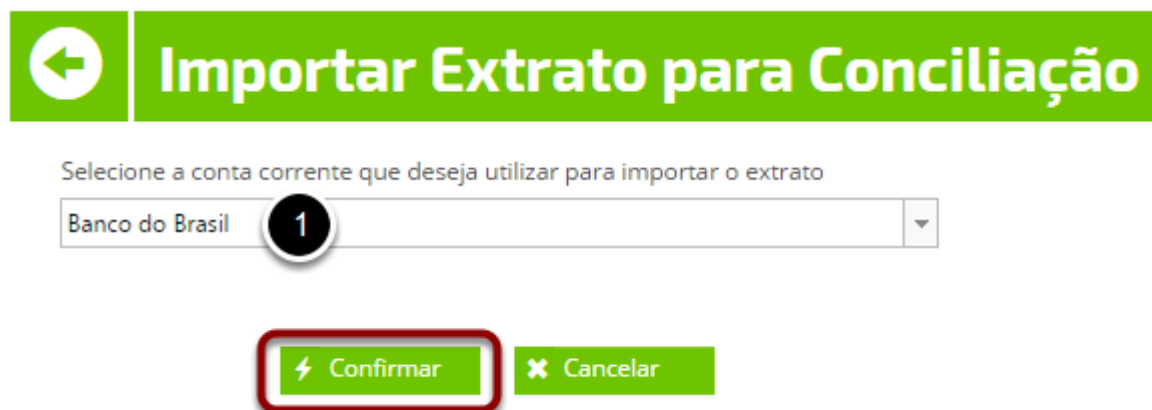 Importar Extrato para Conciliação
Selecione a conta corrente que deseja utilizar para importar o extrato
Banco do Brasil
1
Confirmar
Cancelar